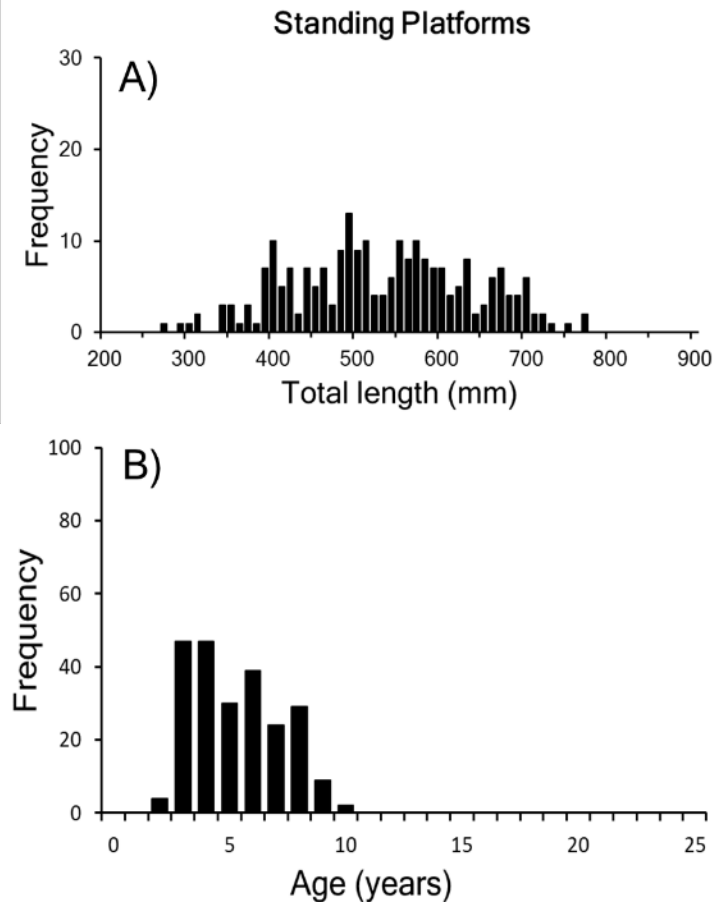 Standing Platforms
A)
30
20
10
0
Frequency
200 300 400 500 600 700 800 900
Total length (mm)
B)
100
80
60
40
20
0
Frequency
0 5 10 15 20 25
Age (years)